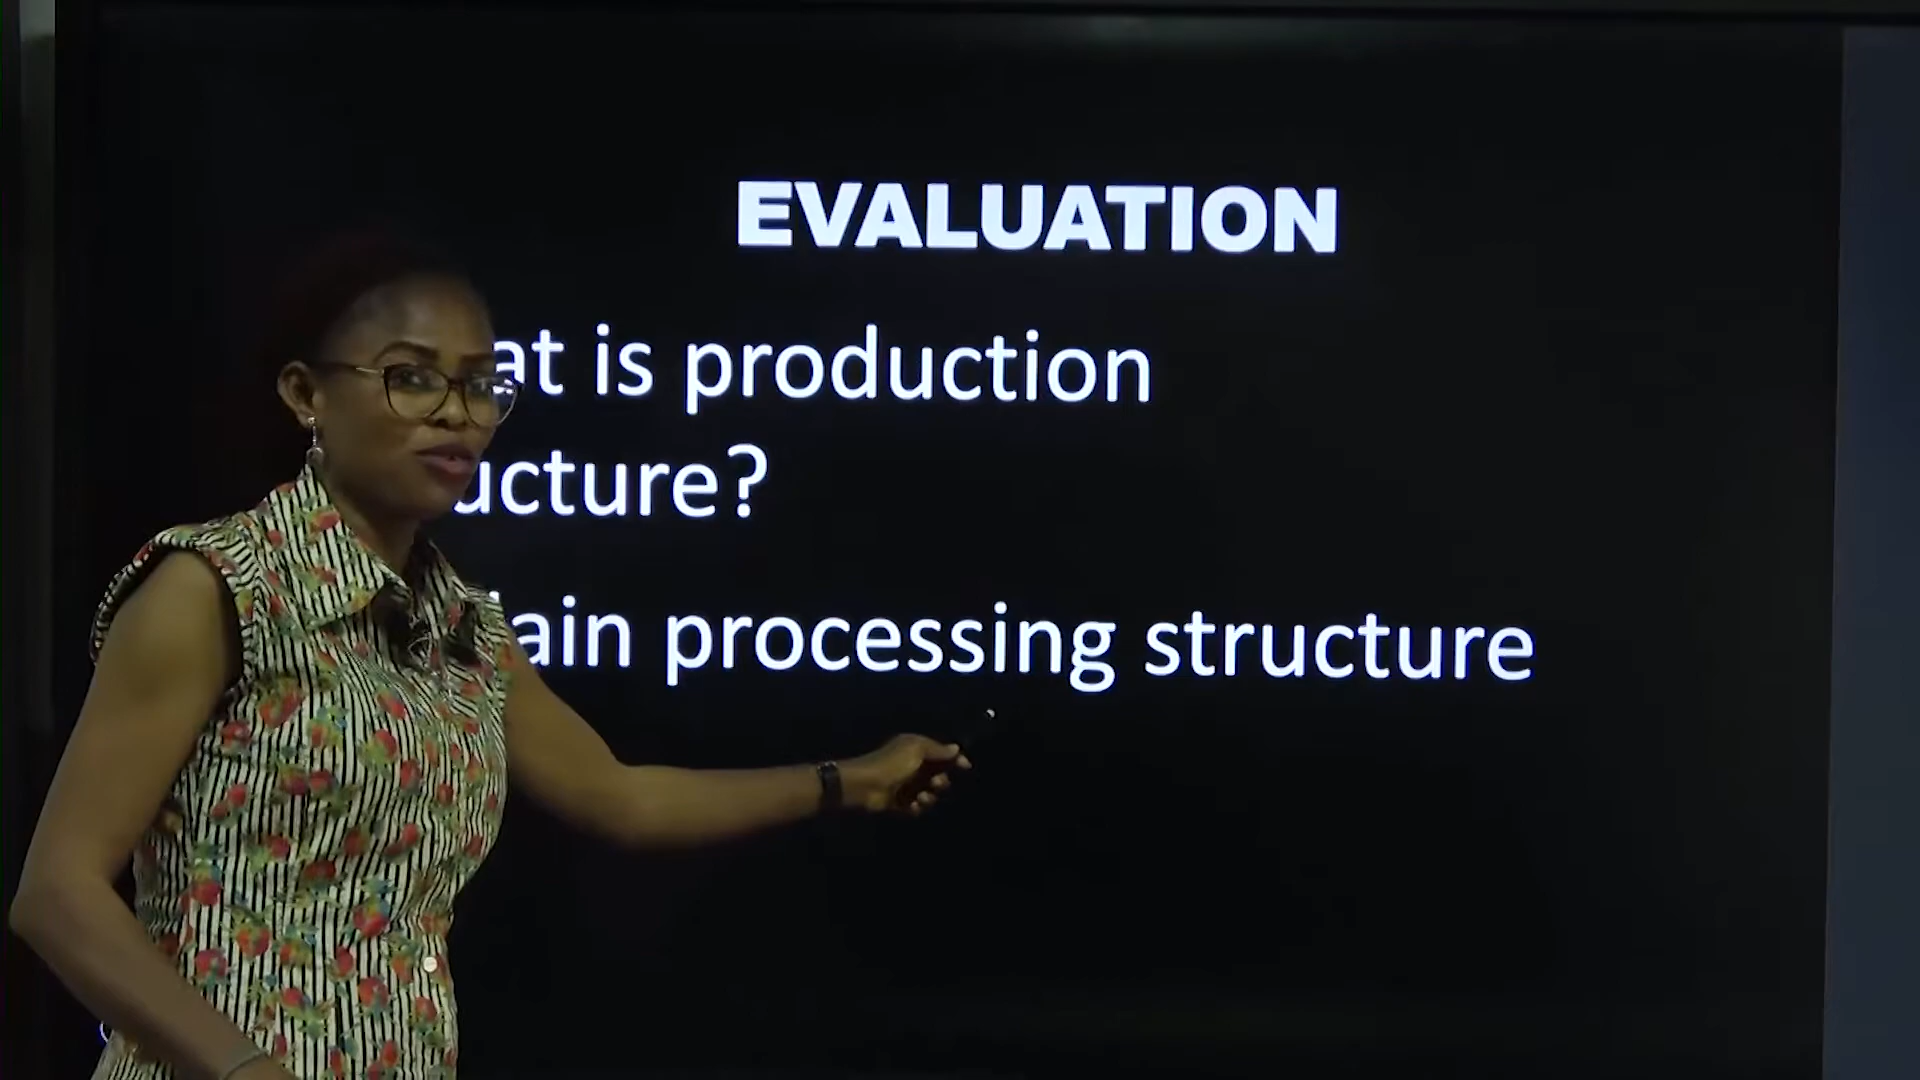 EVALUATION
at is production
ucture?
ain processing structure